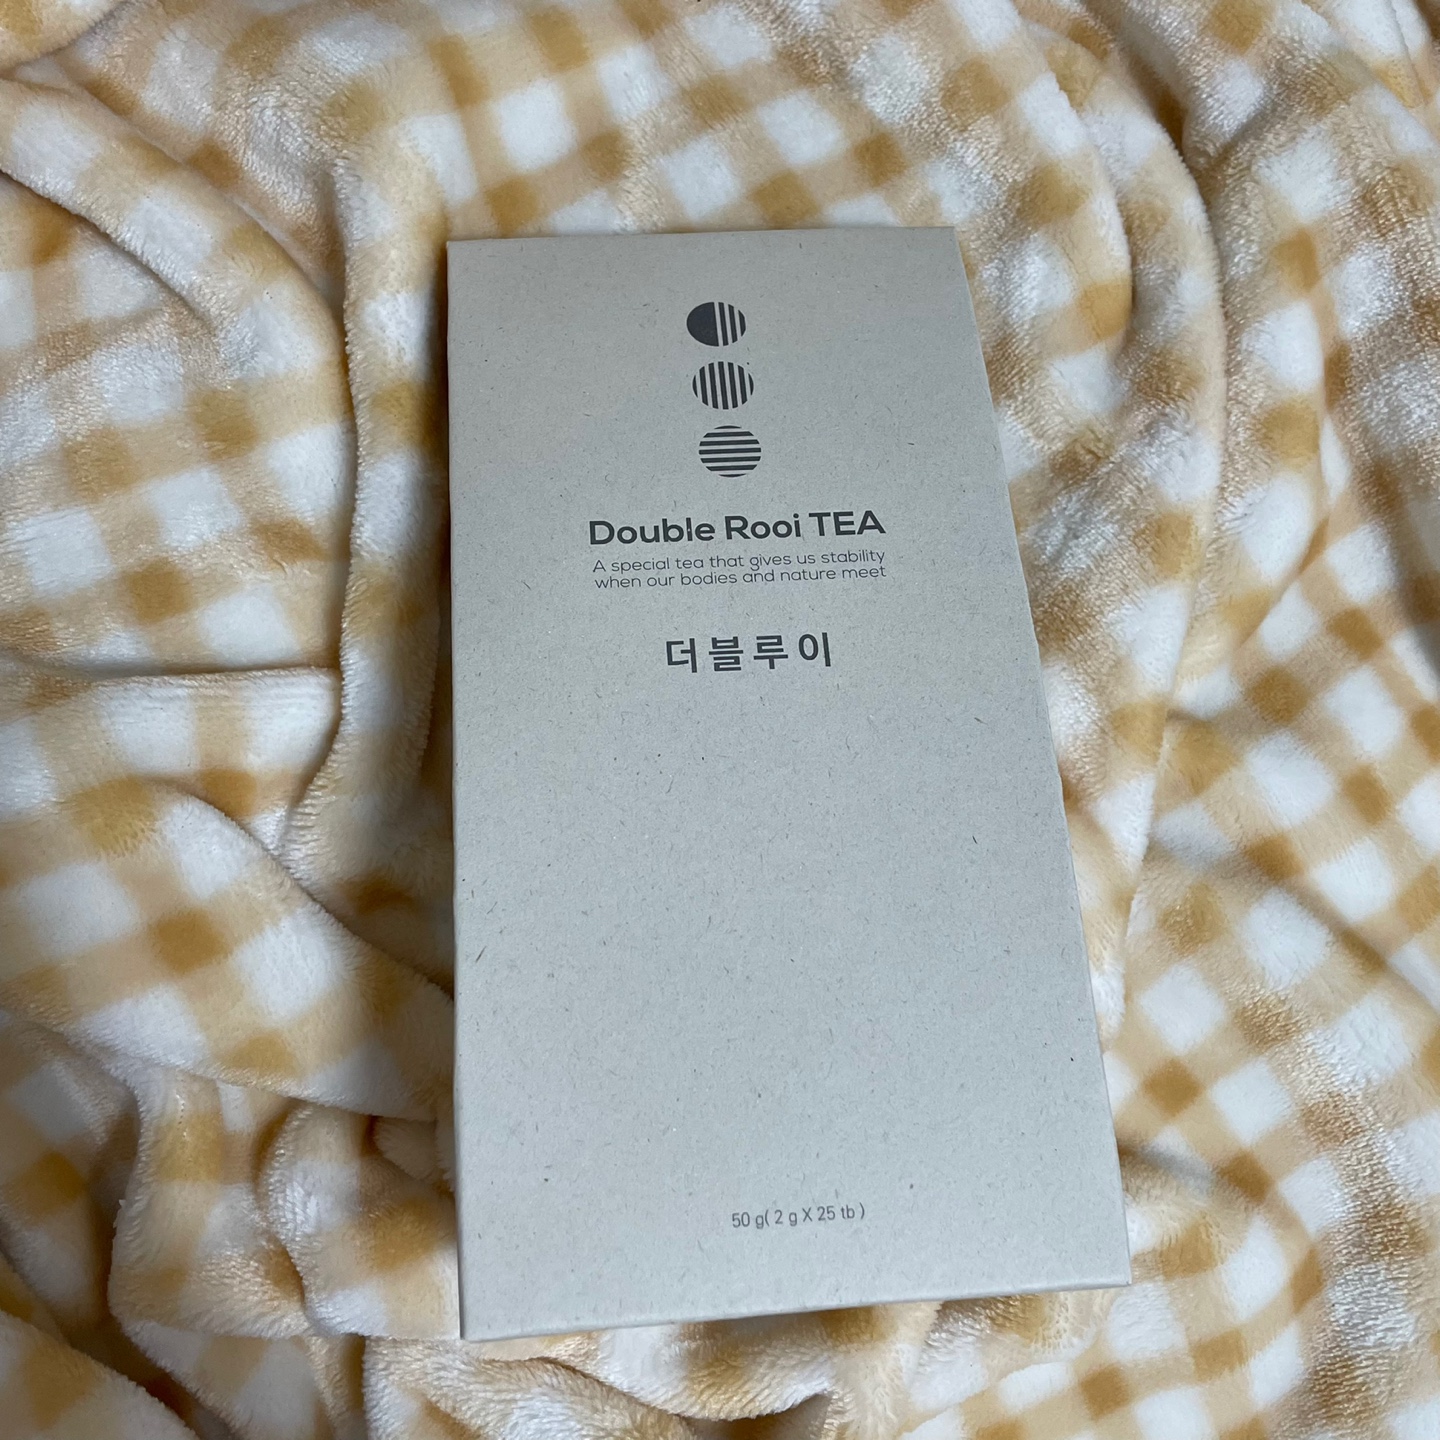 Double Rooi TEA
A special tea that gives us stability
when our bodies and nature meet
더블루이
50 g( 2 g X 25 tb )